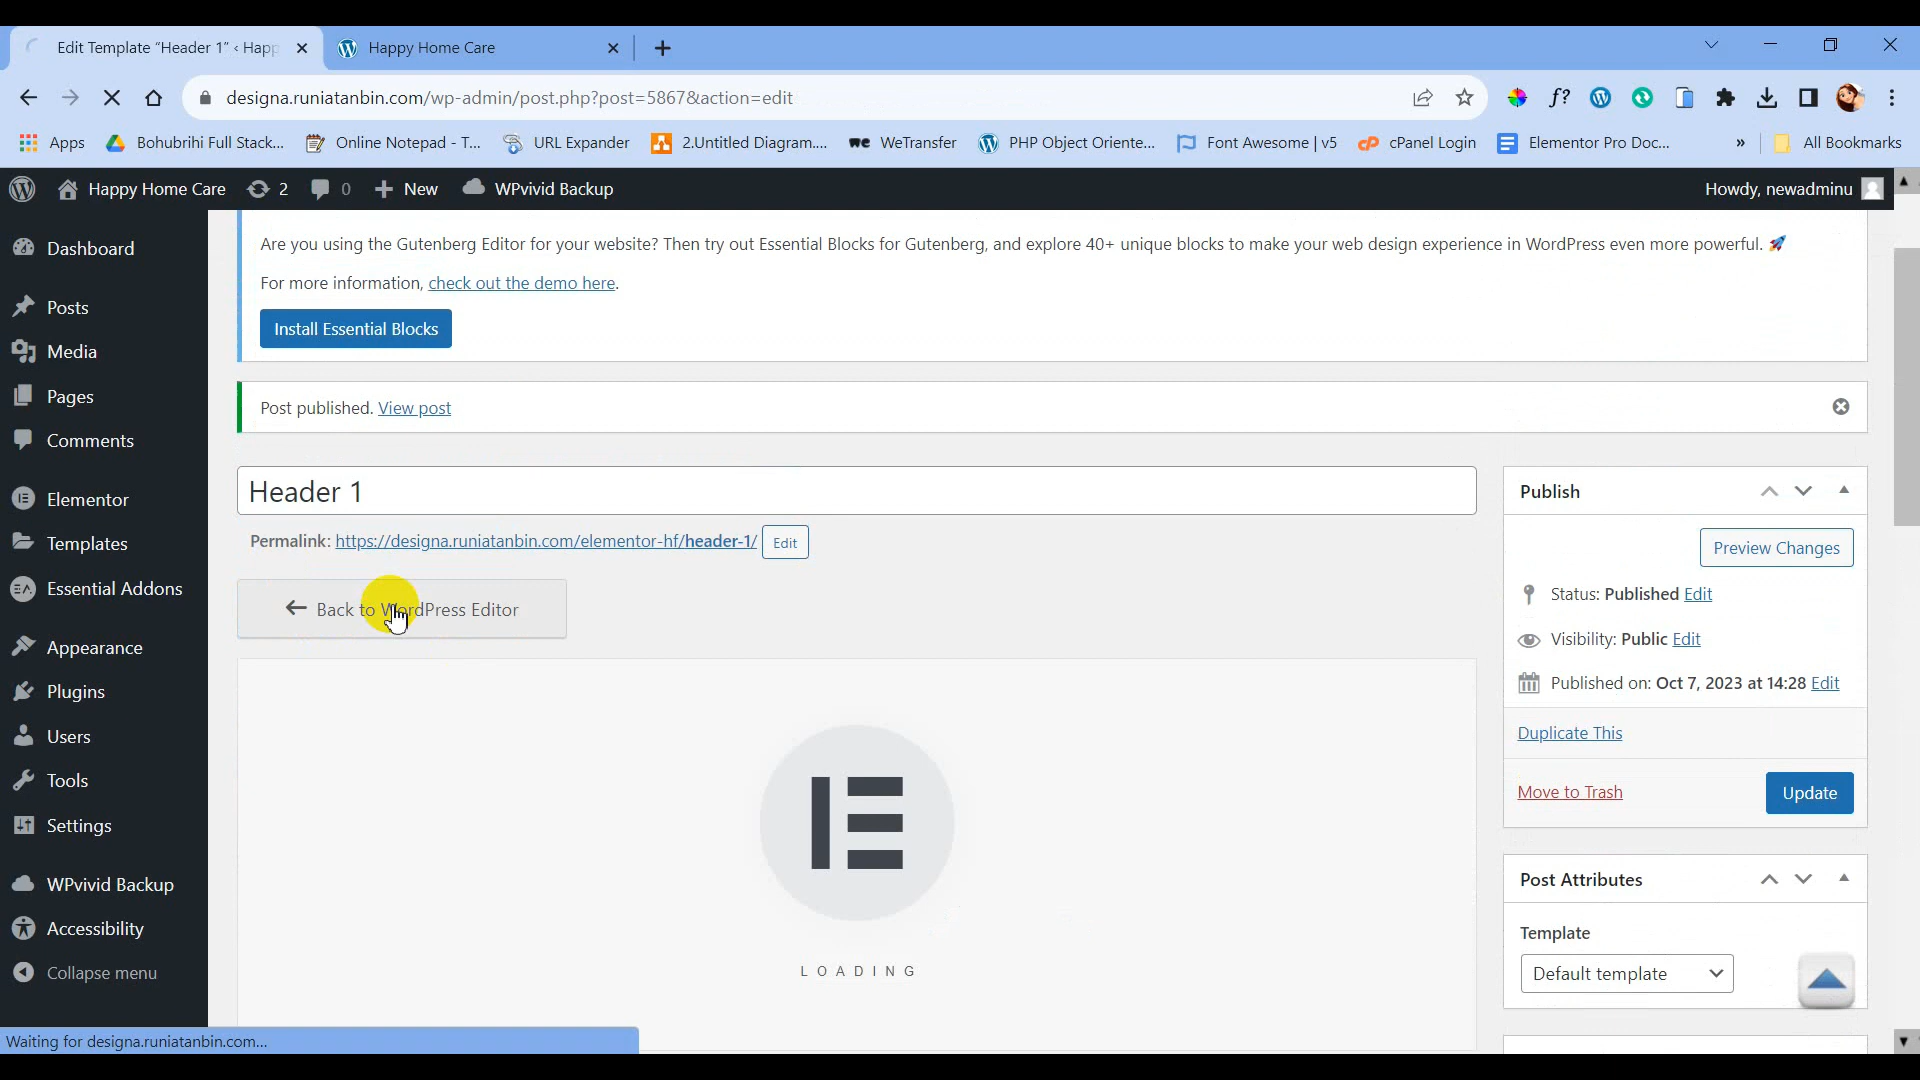 Edit Template "Header 1" ‹ Happ
Happy Home Care
designa.runiatanbin.com/wp-admin/post.php?post=5867&action=edit
Apps
Bohubrihi Full Stack...
Online Notepad - T...
URL Expander
2.Untitled Diagram....
WeTransfer
PHP Object Oriente...
Font Awesome | v5
cPanel Login
Elementor Pro Doc...
»
All Bookmarks
Happy Home Care
2
0
New
WPvivid Backup
Howdy, newadminu
Dashboard
Posts
Media
Pages
Comments
Elementor
Templates
Essential Addons
Appearance
Plugins
Users
Tools
Settings
WPvivid Backup
Accessibility
Collapse menu
Are you using the Gutenberg Editor for your website? Then try out Essential Blocks for Gutenberg, and explore 40+ unique blocks to make your web design experience in WordPress even more powerful. 🚀
For more information, check out the demo here.
Install Essential Blocks
Post published. View post
Header 1
Permalink: https://designa.runiatanbin.com/elementor-hf/header-1/ Edit
Back to WordPress Editor
LOADING
Publish
Preview Changes
Status: Published Edit
Visibility: Public Edit
Published on: Oct 7, 2023 at 14:28 Edit
Duplicate This
Move to Trash
Update
Post Attributes
Template
Default template
Waiting for designa.runiatanbin.com...